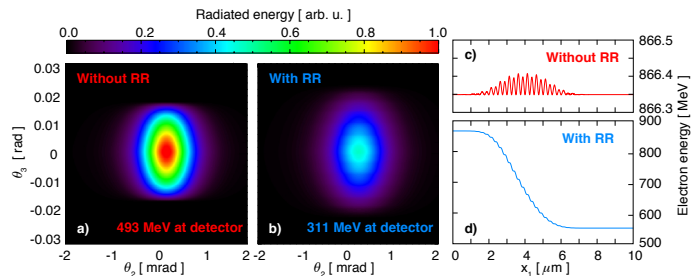 Radiated energy [ arb. u. ]
0.0 0.2 0.4 0.6 0.8 1.0
0.03
0.02
0.01
0
-0.01
-0.02
-0.03
θ3 [ rad ]
Without RR
a) 493 MeV at detector
-2 -1 0 1 2
θ2 [ mrad ]
With RR
b) 311 MeV at detector
-1 0 1 2
θ2 [ mrad ]
c) Without RR
866.5
866.4
866.3
900
800
700
600
500
With RR
d)
0 2 4 6 8 10
x1 [ μm ]
Electron energy [ MeV ]